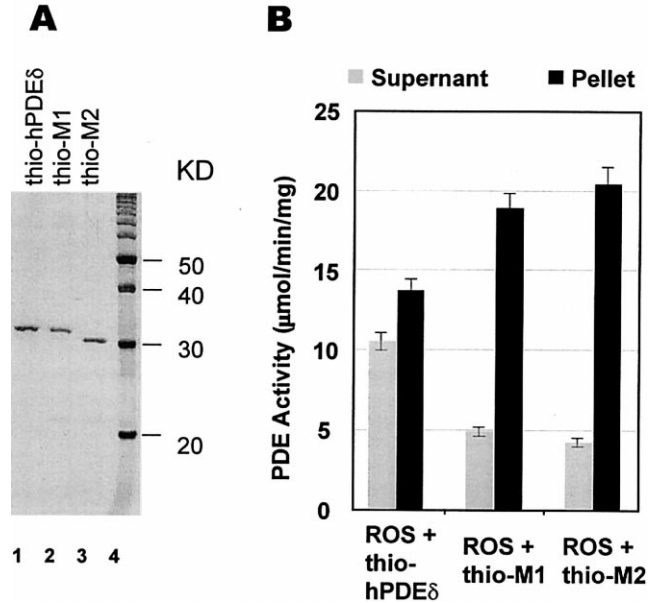 A
thio-hPDEδ
thio-M1
thio-M2
KD
50
40
30
20
1 2 3 4
B
Supernant Pellet
PDE Activity (µmol/min/mg)
25
20
15
10
5
0
ROS +
thio-
hPDEδ
ROS +
thio-M1
ROS +
thio-M2